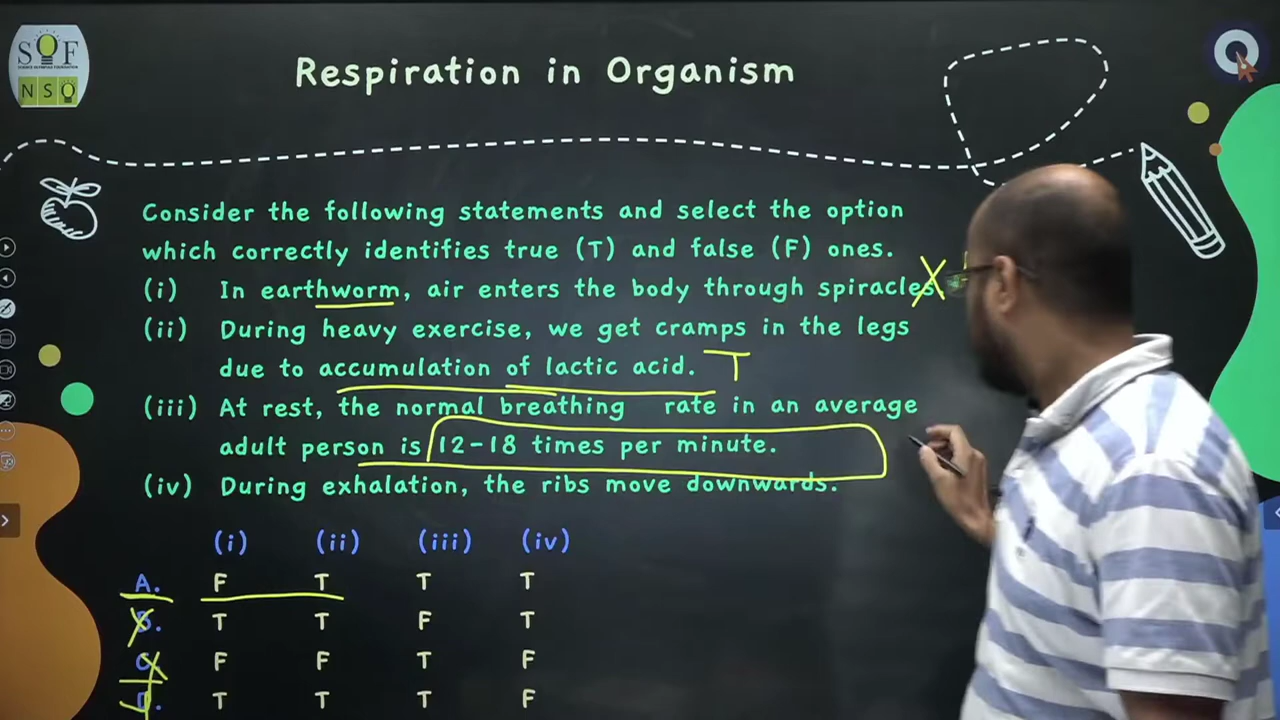 SOF
NSO
Respiration in Organism
Consider the following statements and select the option
which correctly identifies true (T) and false (F) ones.
(i) In earthworm, air enters the body through spiracles
(ii) During heavy exercise, we get cramps in the legs
due to accumulation of lactic acid. T
(iii) At rest, the normal breathing rate in an average
adult person is 12-18 times per minute.
(iv) During exhalation, the ribs move downwards.
(i) (ii) (iii) (iv)
A. F T T T
B. T T F T
C. F F T F
D. T T T F